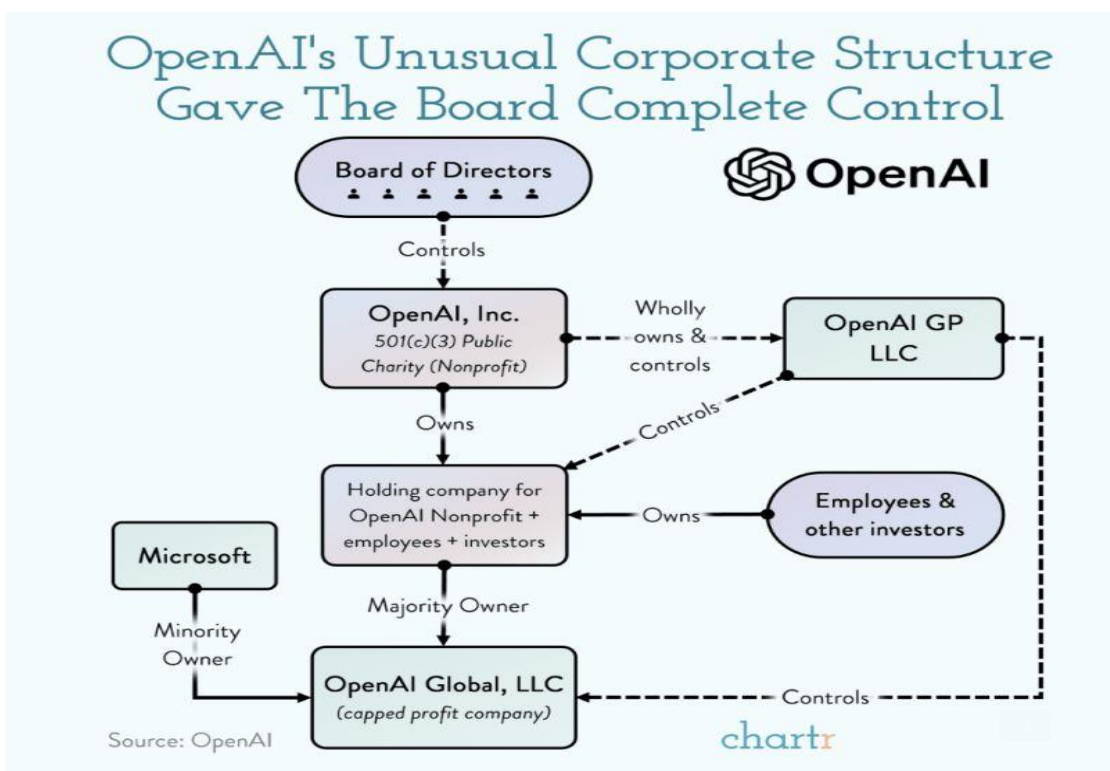 OpenAI's Unusual Corporate Structure
Gave The Board Complete Control
Board of Directors
OpenAI
Controls
OpenAI, Inc.
501(c)(3) Public
Charity (Nonprofit)
Wholly
owns &
controls
OpenAI GP
LLC
Owns
Controls
Holding company for
OpenAI Nonprofit +
employees + investors
Owns
Employees &
other investors
Microsoft
Majority Owner
Minority
Owner
OpenAI Global, LLC
(capped profit company)
Controls
Source: OpenAI
chartr